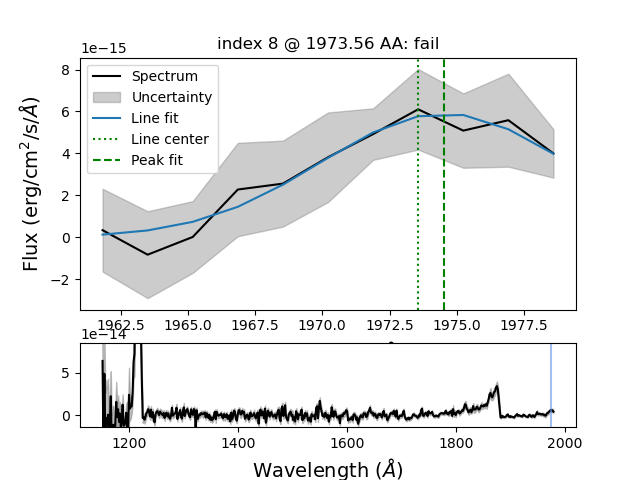 index 8 @ 1973.56 AA: fail
1e−15
8
6
4
2
0
−2
Flux (erg/cm²/s/Å)
Spectrum
Uncertainty
Line fit
Line center
Peak fit
1962.5 1965.0 1967.5 1970.0 1972.5 1975.0 1977.5
1e−14
5
0
1200 1400 1600 1800 2000
Wavelength (Å)